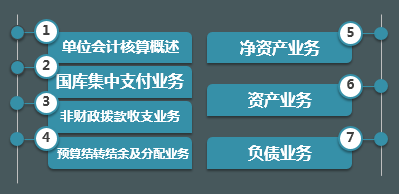 1
单位会计核算概述
2
国库集中支付业务
3
非财政拨款收支业务
4
预算结转结余及分配业务
5
净资产业务
6
资产业务
7
负债业务